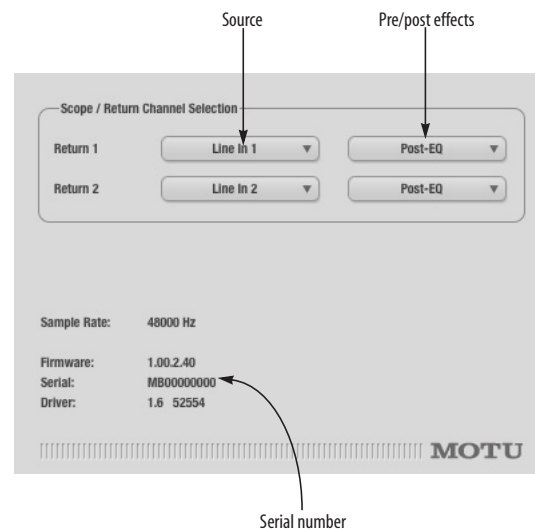 Source Pre/post effects
Scope / Return Channel Selection
Return 1 Line In 1 Post-EQ
Return 2 Line In 2 Post-EQ
Sample Rate: 48000 Hz
Firmware: 1.00.2.40
Serial: MB00000000
Driver: 1.6 52554
MOTU
Serial number